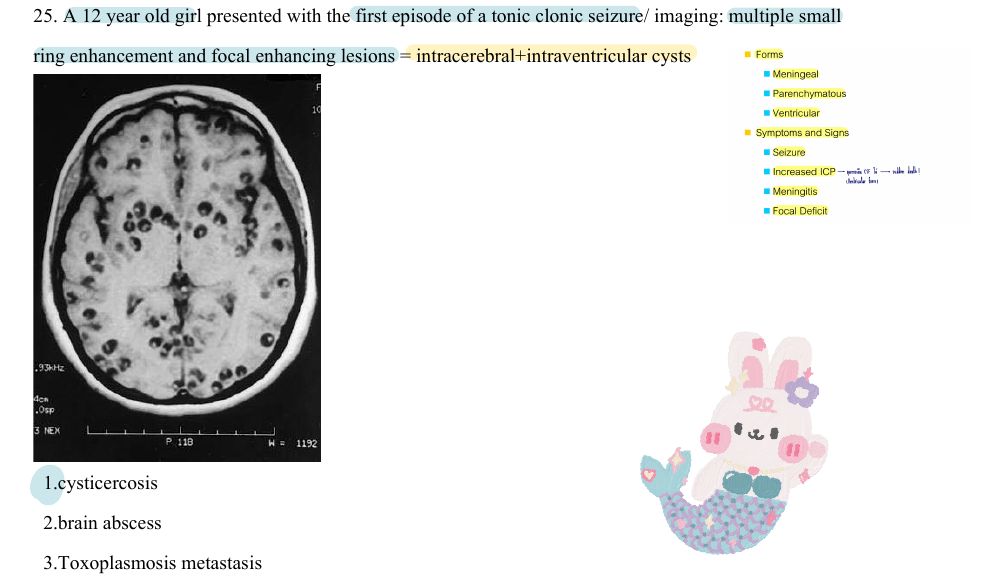 25. A 12 year old girl presented with the first episode of a tonic clonic seizure/ imaging: multiple small
ring enhancement and focal enhancing lesions = intracerebral+intraventricular cysts
Forms
Meningeal
Parenchymatous
Ventricular
Symptoms and Signs
Seizure
Increased ICP
Meningitis
Focal Deficit
F
10
.93kHz
4cm
.0sp
3 NEX
P 118
W = 1192
1.cysticercosis
2.brain abscess
3.Toxoplasmosis metastasis